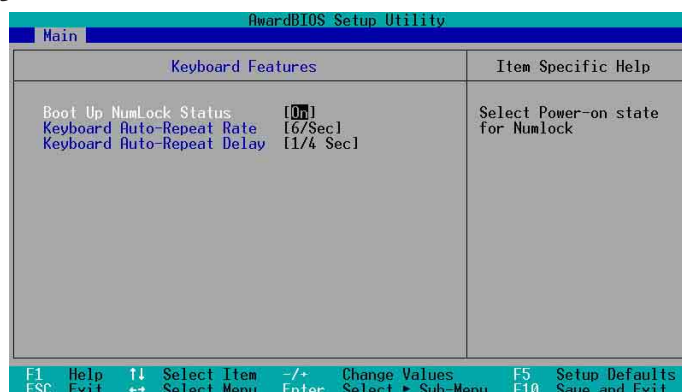 AwardBIOS Setup Utility
Main
Keyboard Features
Item Specific Help
Boot Up NumLock Status [On]
Keyboard Auto-Repeat Rate [6/Sec]
Keyboard Auto-Repeat Delay [1/4 Sec]
Select Power-on state
for Numlock
F1 Help ↑↓ Select Item -/+ Change Values F5 Setup Defaults
ESC Exit ←→ Select Menu Enter Select ► Sub-Menu F10 Save and Exit